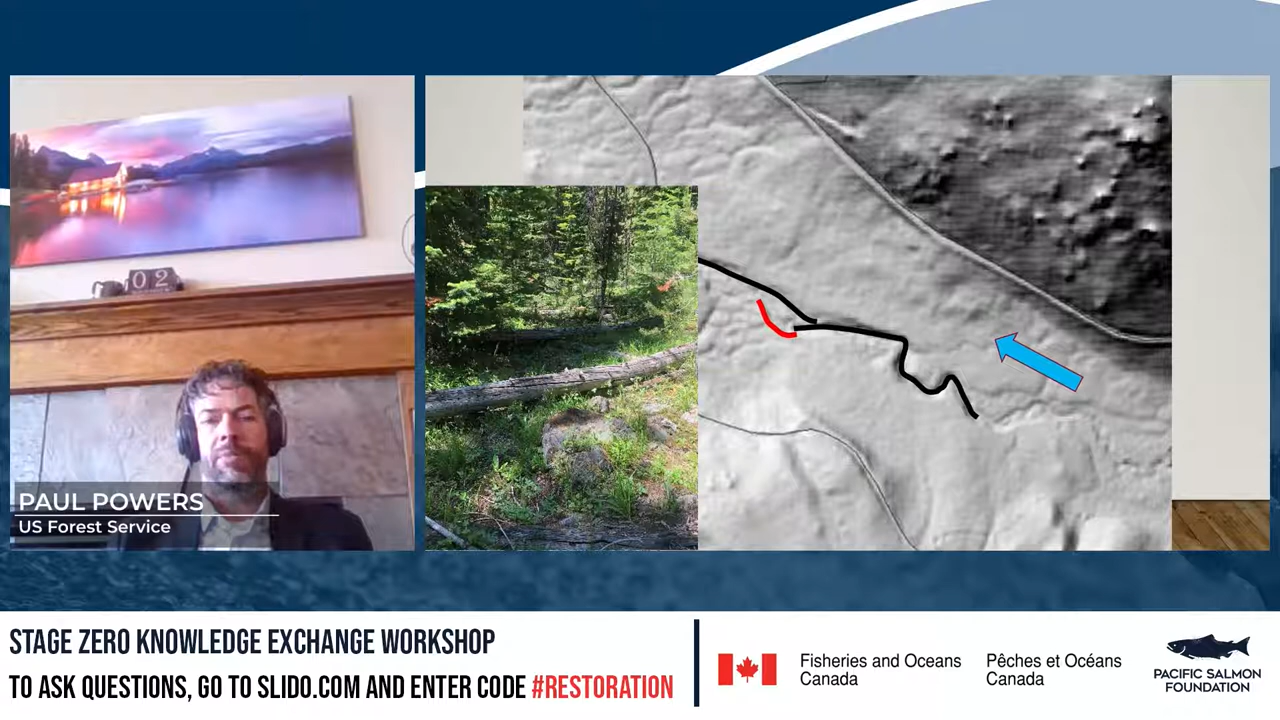 02
PAUL POWERS
US Forest Service
STAGE ZERO KNOWLEDGE EXCHANGE WORKSHOP
TO ASK QUESTIONS, GO TO SLIDO.COM AND ENTER CODE #RESTORATION
Fisheries and Oceans
Canada
Pêches et Océans
Canada
PACIFIC SALMON
FOUNDATION